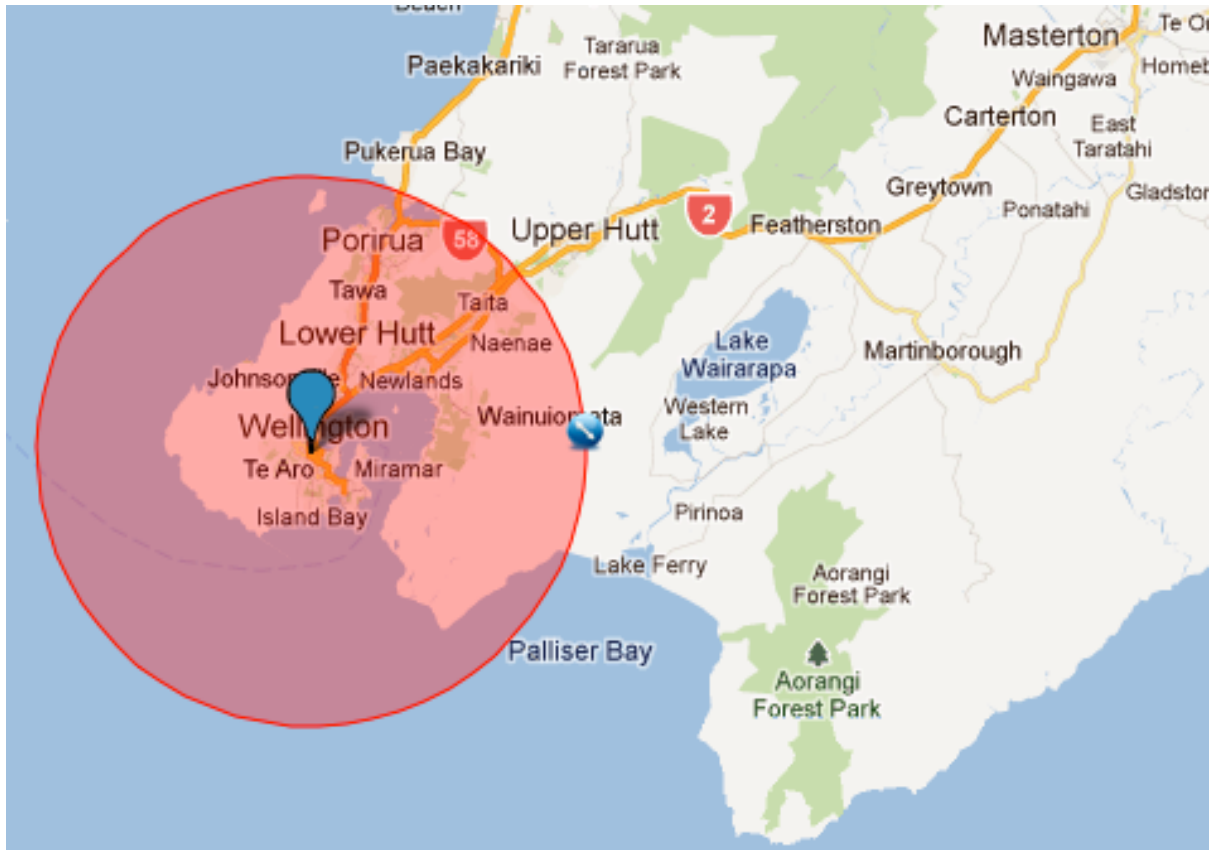 Tararua
Forest Park
Masterton
Te Or
Paekakariki
Waingawa
Homeb
Carterton
East
Taratahi
Pukerua Bay
Greytown
Gladston
Ponatahi
2
Featherston
Upper Hutt
58
Porirua
Tawa
Taita
Lower Hutt
Naenae
Lake
Wairarapa
Martinborough
Newlands
Wellington
Western
Lake
Te Aro
Miramar
Island Bay
Pirinoa
Lake Ferry
Aorangi
Forest Park
Palliser Bay
Aorangi
Forest Park